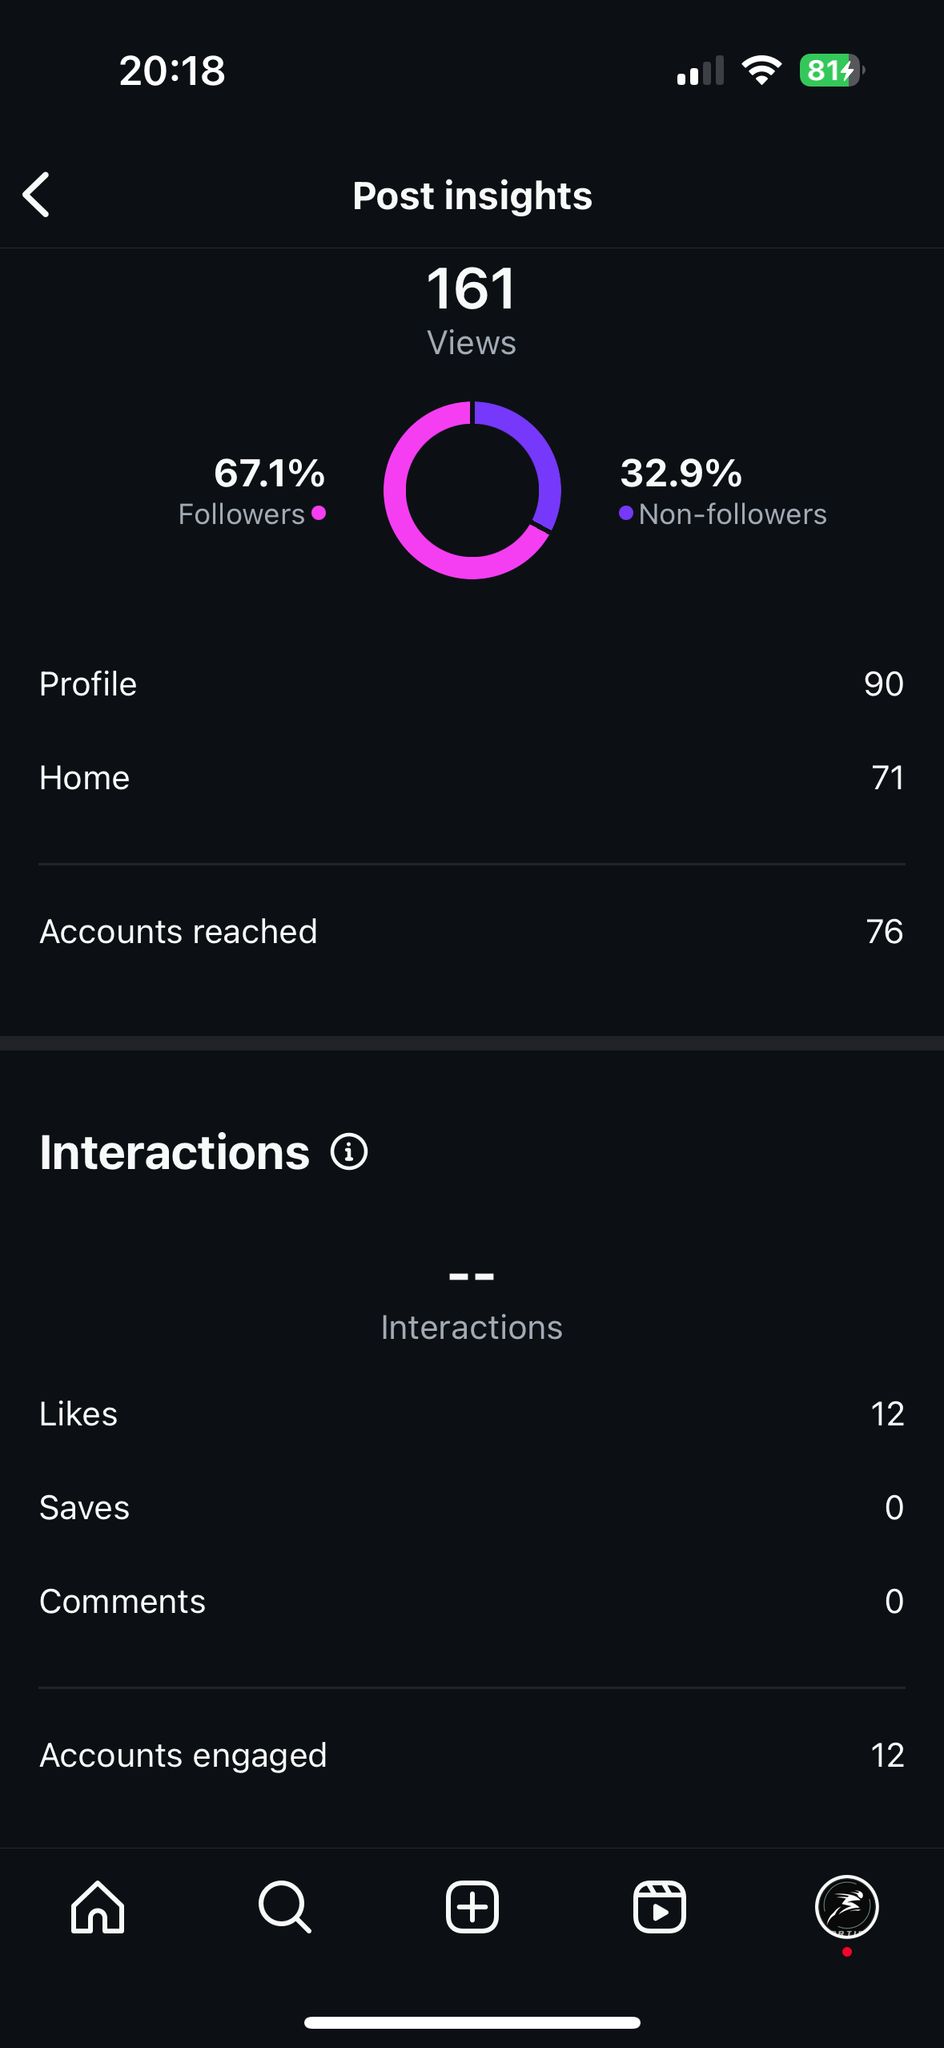 20:18
81
Post insights
161
Views
67.1%
Followers
32.9%
Non-followers
Profile 90
Home 71
Accounts reached 76
Interactions
--
Interactions
Likes 12
Saves 0
Comments 0
Accounts engaged 12